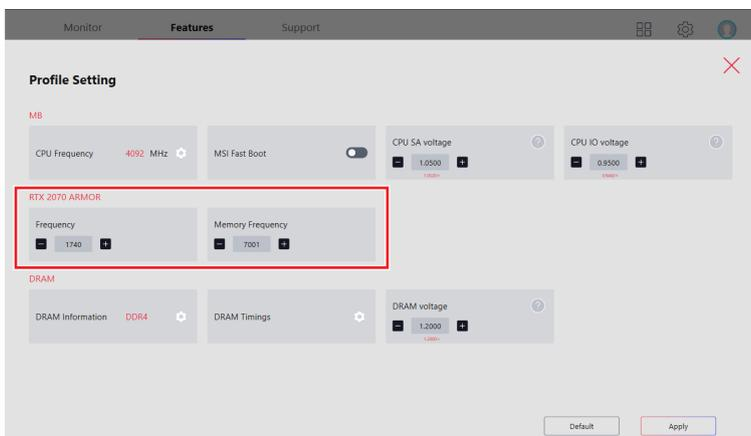 Monitor Features Support
Profile Setting
MB
CPU Frequency 4092 MHz
MSI Fast Boot
CPU SA voltage ?
1.0500
CPU IO voltage ?
0.9500
RTX 2070 ARMOR
Frequency
1740
Memory Frequency
7001
DRAM
DRAM Information DDR4
DRAM Timings
DRAM voltage ?
1.2000
Default Apply